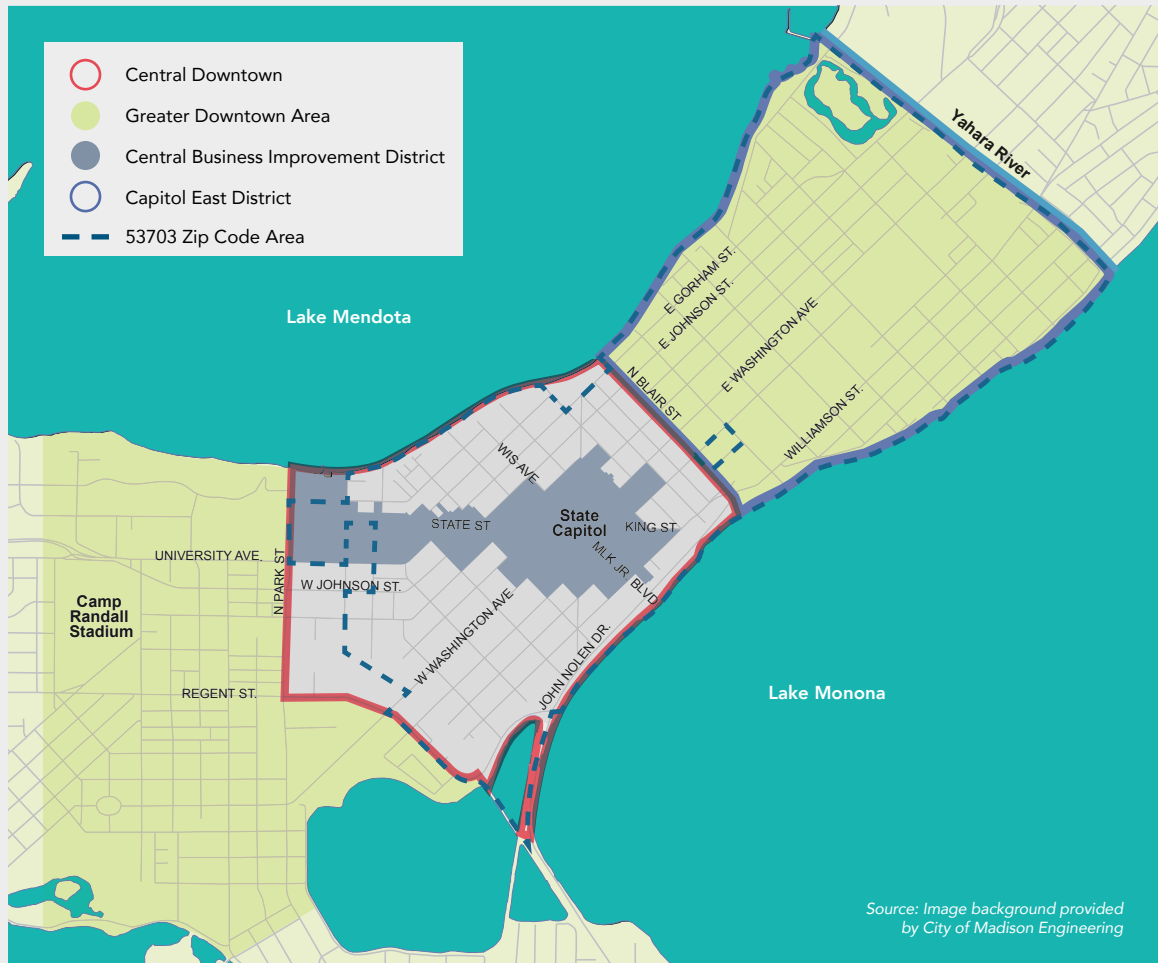 Central Downtown
Greater Downtown Area
Central Business Improvement District
Capitol East District
53703 Zip Code Area
Yahara River
Lake Mendota
E GORHAM ST.
E JOHNSON ST.
E WASHINGTON AVE
N BLAIR ST
WILLIAMSON ST.
WIS AVE
STATE ST
State
Capitol
KING ST.
MLK JR. BLVD
UNIVERSITY AVE.
N PARK ST
W JOHNSON ST.
Camp
Randall
Stadium
W WASHINGTON AVE
JOHN NOLEN DR.
REGENT ST.
Lake Monona
Source: Image background provided
by City of Madison Engineering